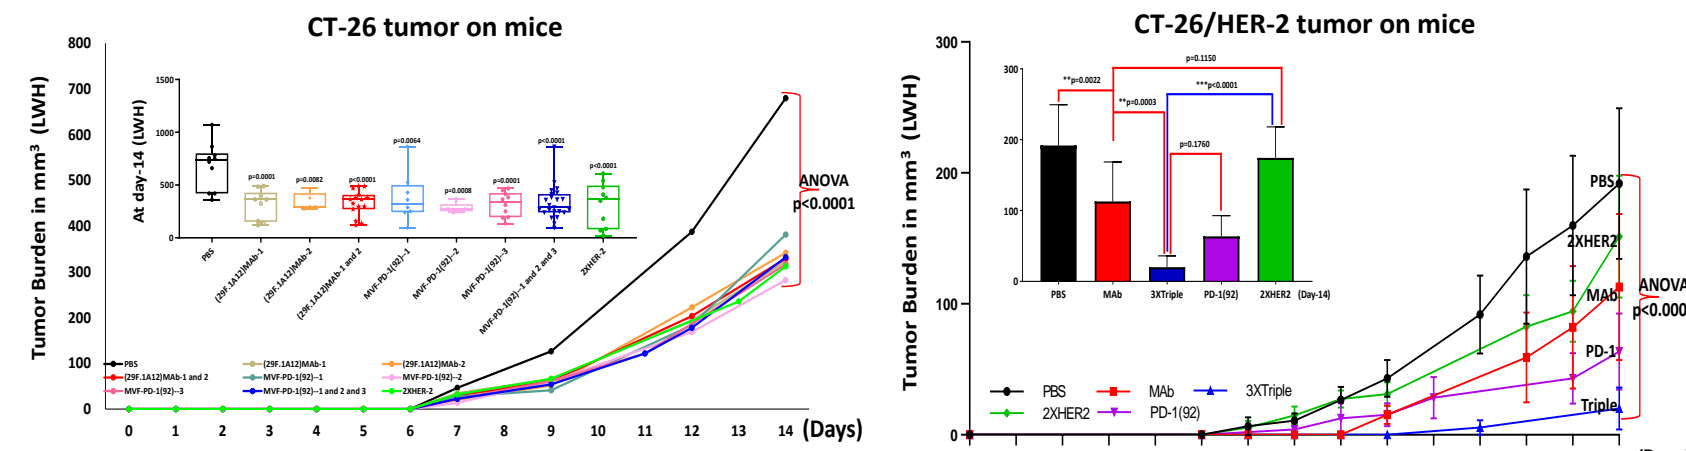 CT-26 tumor on mice
Tumor Burden in mm³ (LWH)
800
700
600
500
400
300
200
100
0
At day-14 (LWH)
1500
1000
500
0
p=0.0001
p=0.0082
p<0.0001
p=0.0064
p=0.0008
p=0.0001
p<0.0001
p<0.0001
PBS
(29F.1A12)MAb-1
(29F.1A12)MAb-2
(29F.1A12)MAb-1 and 2
MVF-PD-1(92)--1
MVF-PD-1(92)--2
MVF-PD-1(92)--3
MVF-PD-1(92)--1 and 2 and 3
2XHER-2
ANOVA
p<0.0001
PBS (29F.1A12)MAb-1 (29F.1A12)MAb-2
(29F.1A12)MAb-1 and 2 MVF-PD-1(92)--1 MVF-PD-1(92)--2
MVF-PD-1(92)--3 MVF-PD-1(92)--1 and 2 and 3 2XHER-2
0 1 2 3 4 5 6 7 8 9 10 11 12 13 14 (Days)
CT-26/HER-2 tumor on mice
Tumor Burden in mm³ (LWH)
300
200
100
0
300
200
100
0
p=0.1150
**p=0.0022
***p<0.0001
**p=0.0003
p=0.1760
PBS MAb 3XTriple PD-1(92) 2XHER2 (Day-14)
PBS
2XHER2
MAb
PD-1
Triple
ANOVA
p<0.000
PBS MAb 3XTriple
2XHER2 PD-1(92)